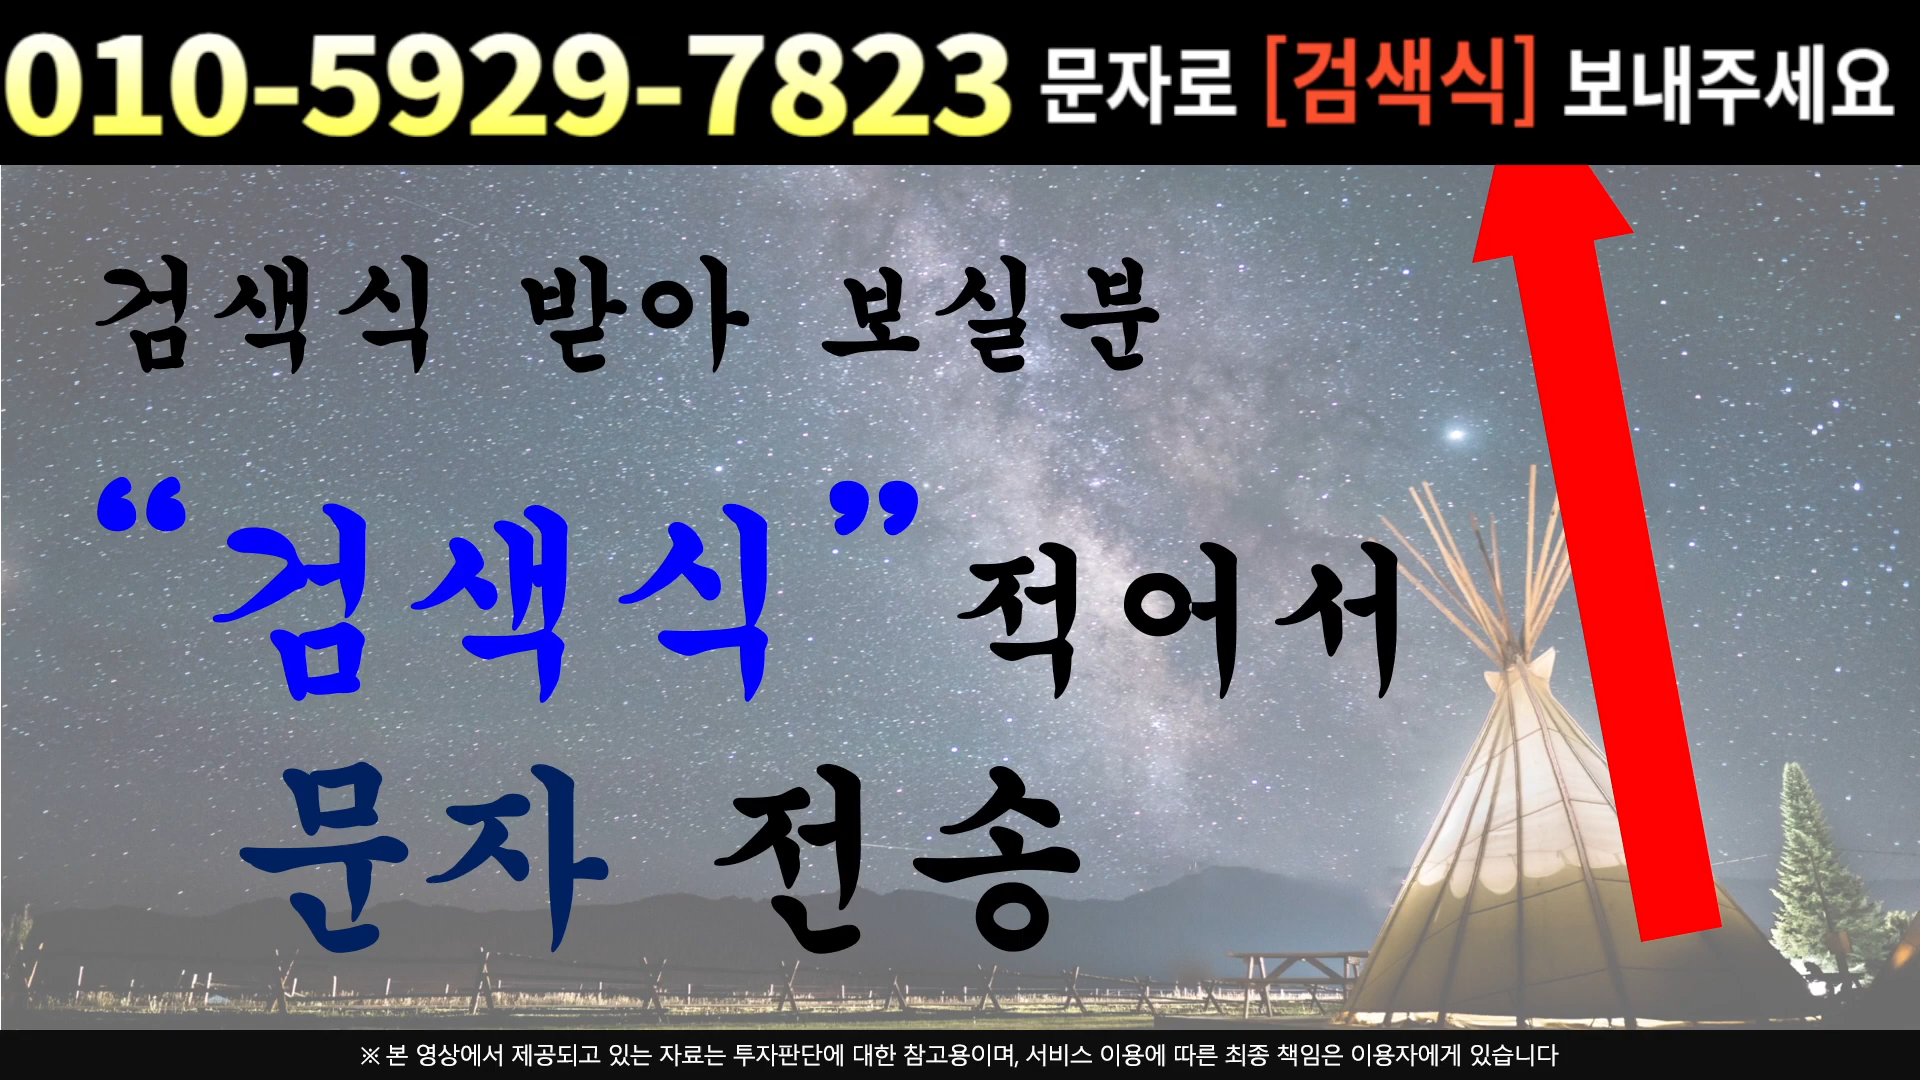 010-5929-7823 문자로 [검색식] 보내주세요
검색식 받아 보실분
“검색식” 적어서
문자 전송
※ 본 영상에서 제공되고 있는 자료는 투자판단에 대한 참고용이며, 서비스 이용에 따른 최종 책임은 이용자에게 있습니다